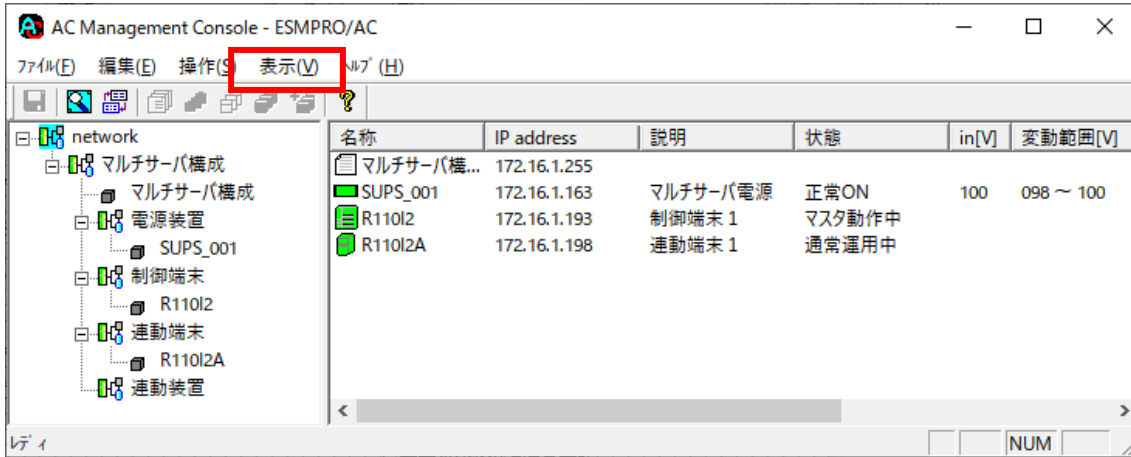 AC Management Console - ESMPRO/AC
ﾌｧｲﾙ(F) 編集(E) 操作(S) 表示(V) ﾍﾙﾌﾟ(H)
network
マルチサーバ構成
マルチサーバ構成
電源装置
SUPS_001
制御端末
R110I2
連動端末
R110I2A
連動装置
名称 IP address 説明 状態 in[V] 変動範囲[V]
マルチサーバ構... 172.16.1.255
SUPS_001 172.16.1.163 マルチサーバ電源 正常ON 100 098 ～ 100
R110I2 172.16.1.193 制御端末 1 マスタ動作中
R110I2A 172.16.1.198 連動端末 1 通常運用中
ﾚﾃﾞｨ NUM